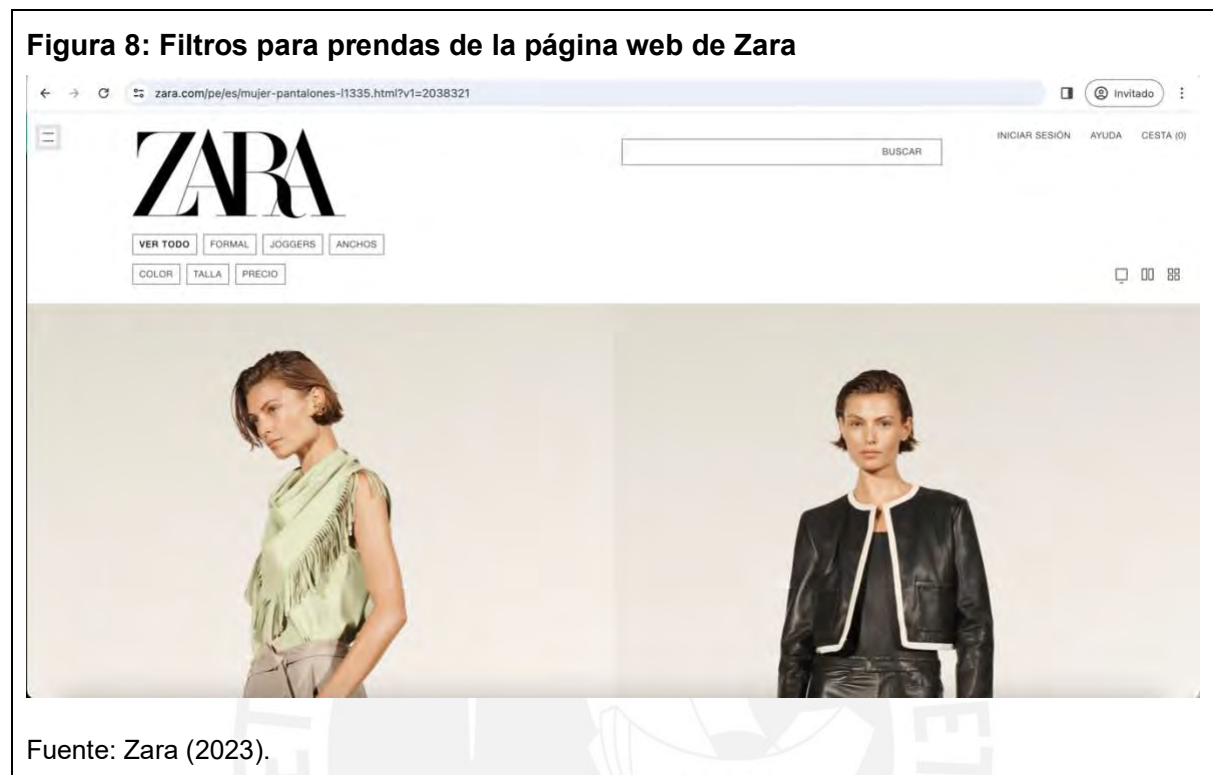 Figura 8: Filtros para prendas de la página web de Zara
zara.com/pe/es/mujer-pantalones-l1335.html?v1=2038321
Invitado
ZARA
BUSCAR
INICIAR SESIÓN AYUDA CESTA (0)
VER TODO FORMAL JOGGERS ANCHOS
COLOR TALLA PRECIO
Fuente: Zara (2023).